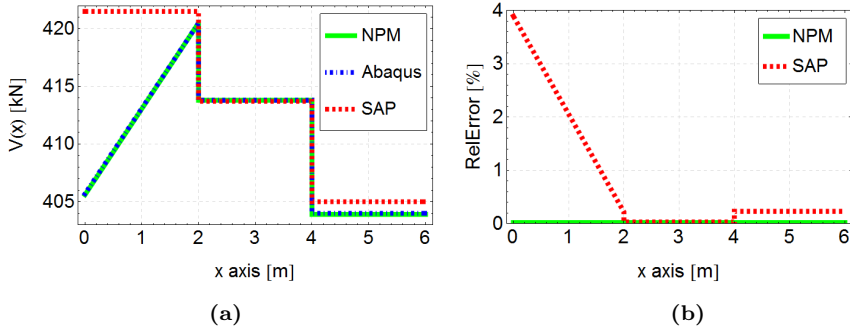 V(x) [kN]
420
415
410
405
NPM
Abaqus
SAP
0 1 2 3 4 5 6
x axis [m]
(a)
RelError [%]
4
3
2
1
0
NPM
SAP
0 1 2 3 4 5 6
x axis [m]
(b)